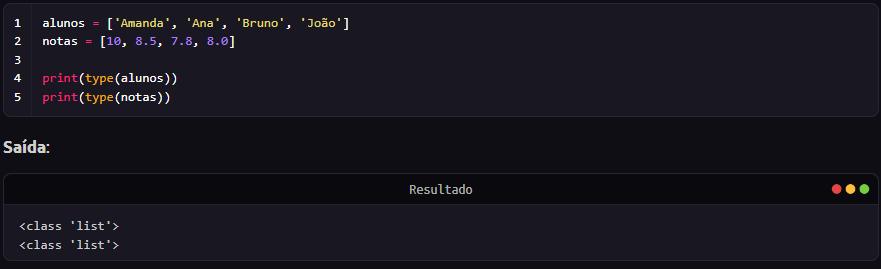 1 alunos = ['Amanda', 'Ana', 'Bruno', 'João']
2 notas = [10, 8.5, 7.8, 8.0]
3
4 print(type(alunos))
5 print(type(notas))
Saída:
Resultado
<class 'list'>
<class 'list'>